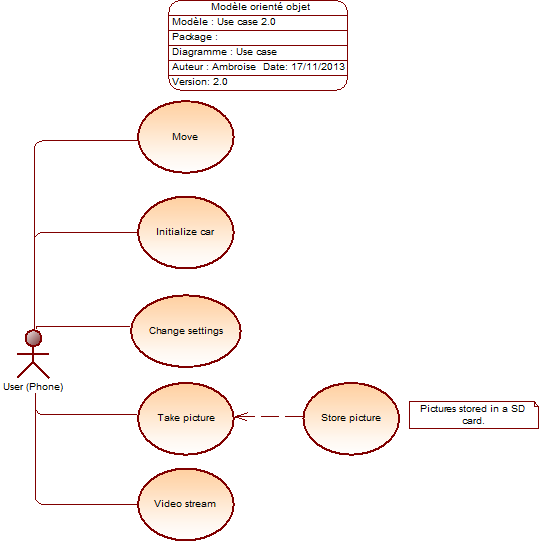 Modèle orienté objet
Modèle : Use case 2.0
Package :
Diagramme : Use case
Auteur : Ambroise Date: 17/11/2013
Version: 2.0
Move
Initialize car
Change settings
User (Phone)
Take picture
Store picture
Pictures stored in a SD
card.
Video stream